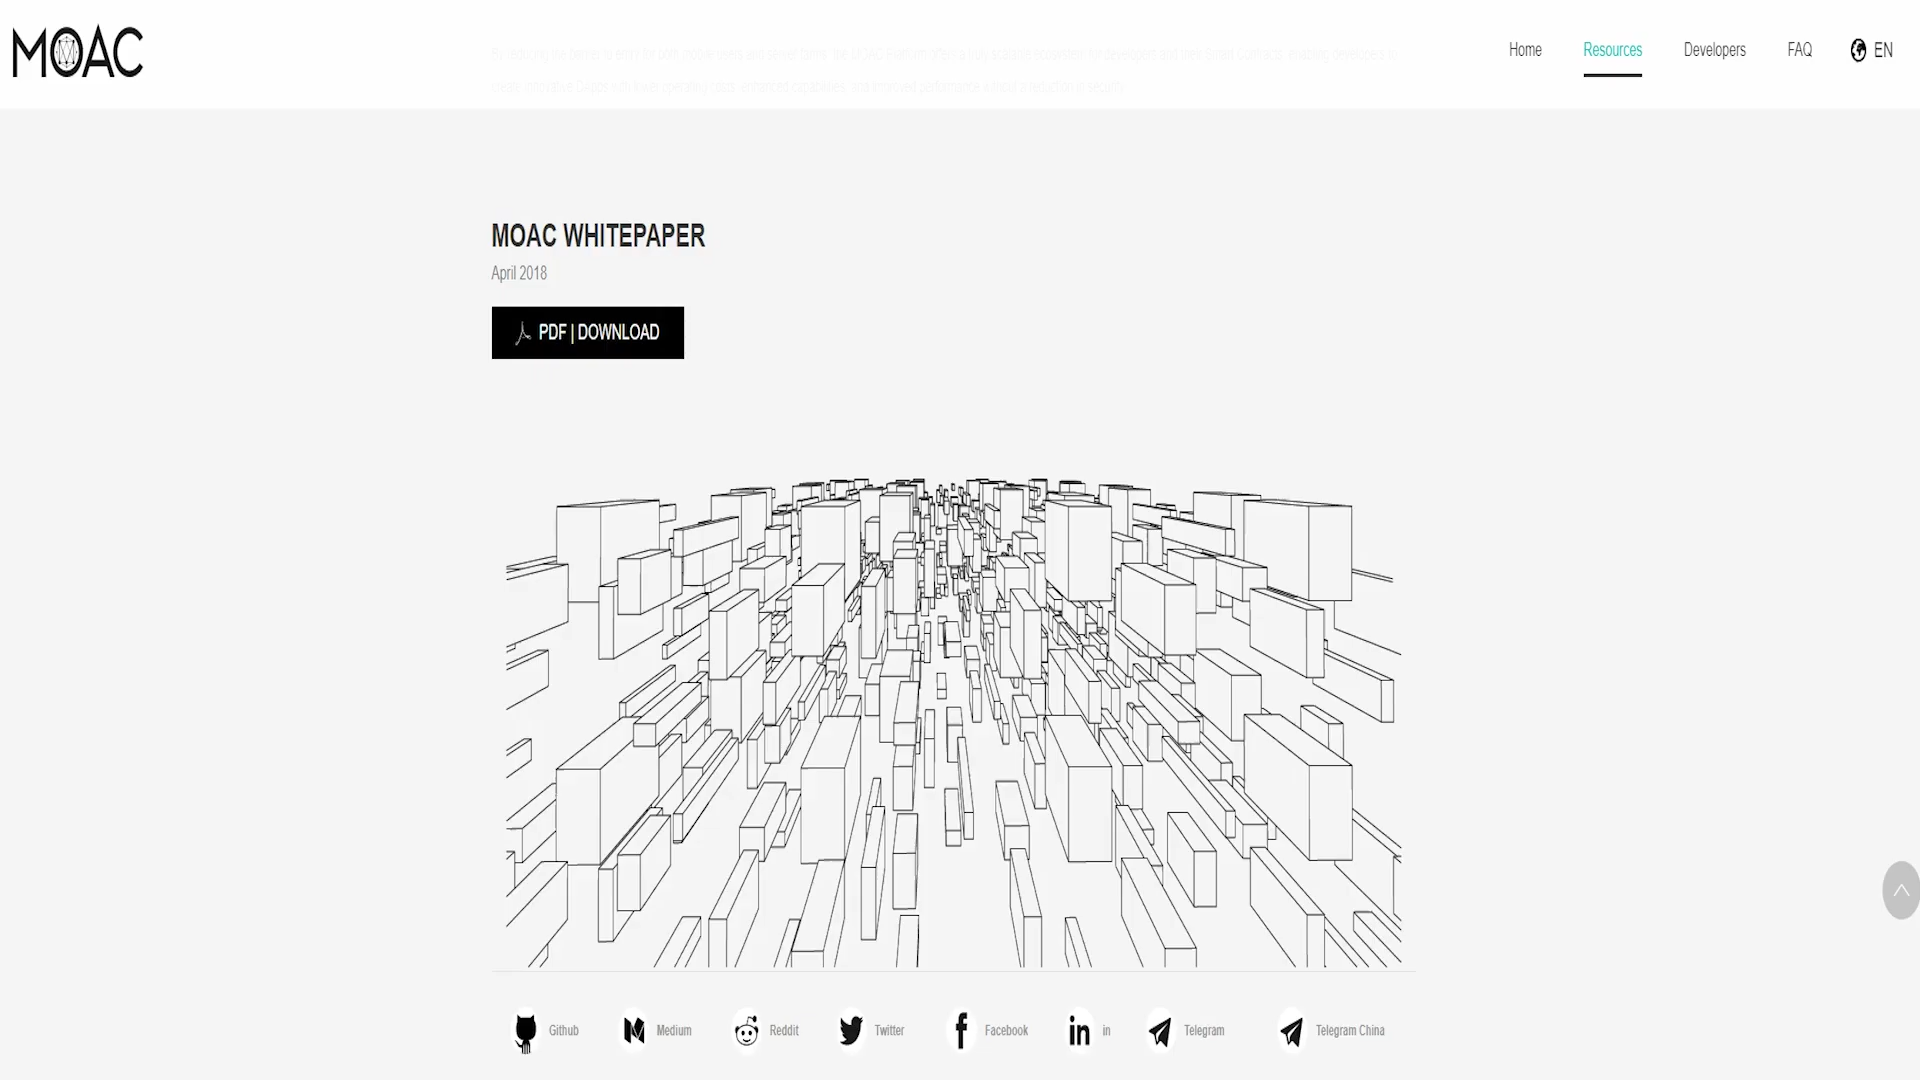 MOAC
Home
Resources
Developers
FAQ
EN
MOAC WHITEPAPER
April 2018
PDF | DOWNLOAD
Github
Medium
Reddit
Twitter
Facebook
in
Telegram
Telegram China